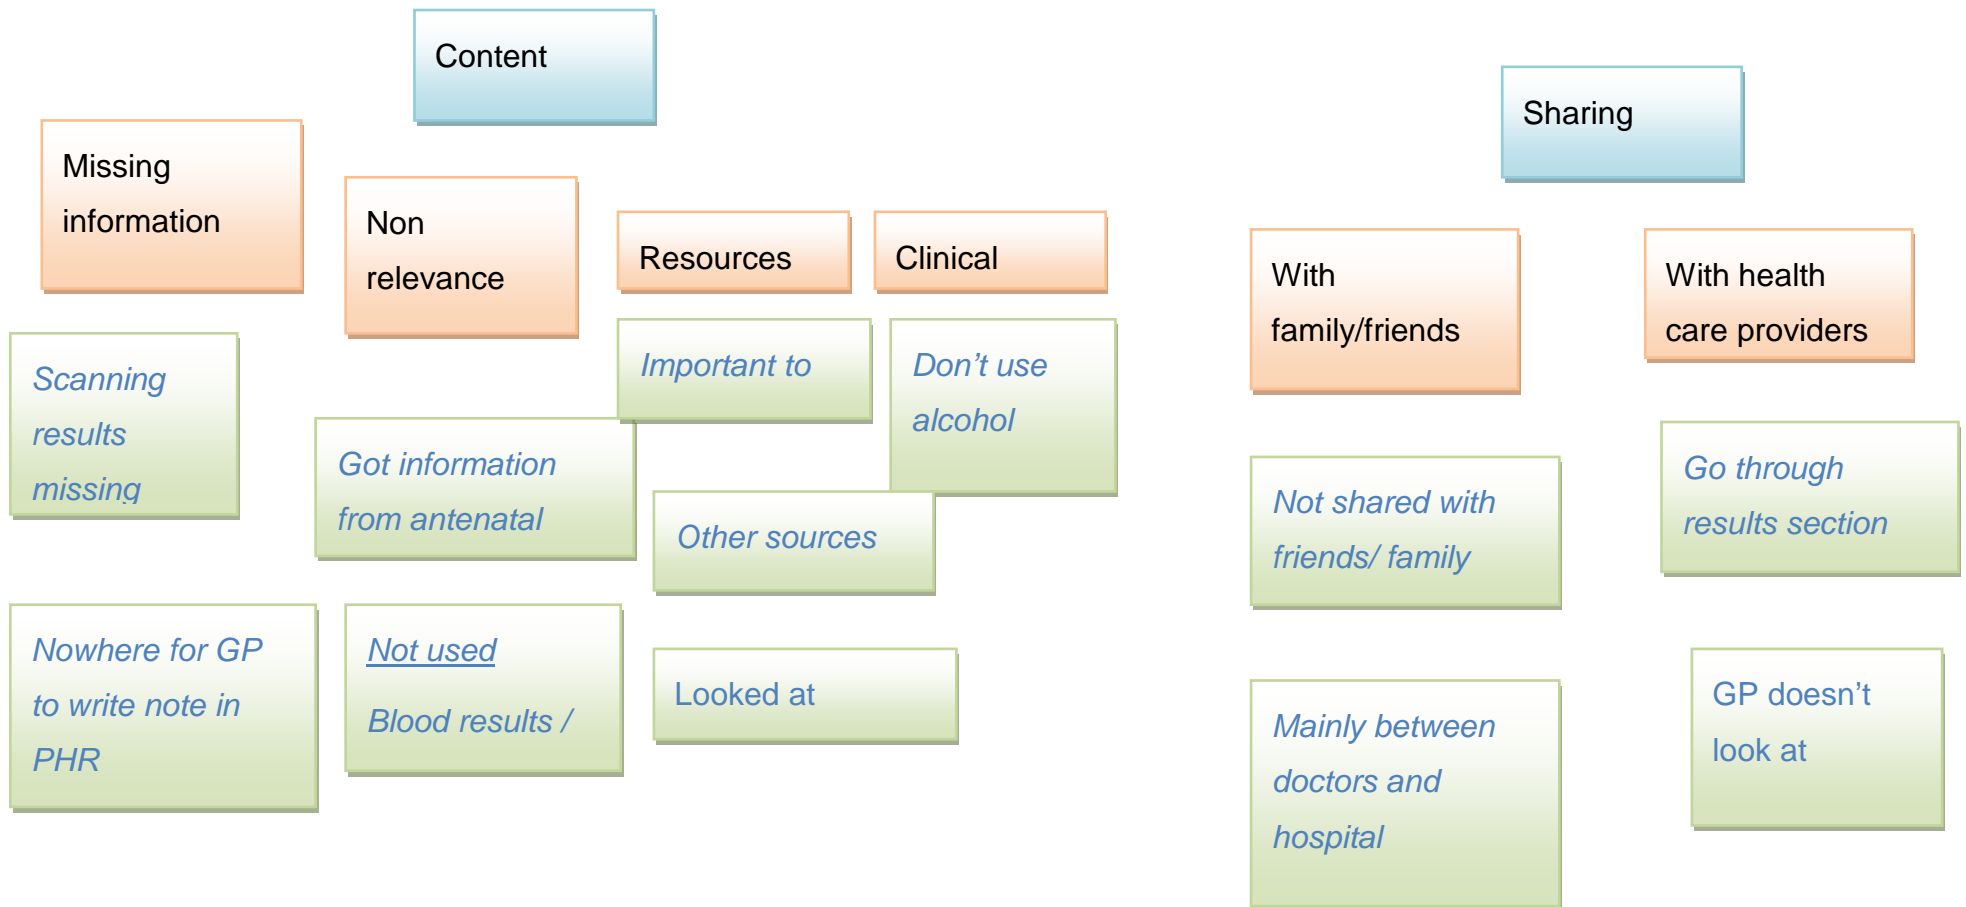 Content
Missing
information
Non
relevance
Resources
Clinical
Scanning
results
missing
Got information
from antenatal
Important to
Don’t use
alcohol
Other sources
Nowhere for GP
to write note in
PHR
Not used
Blood results /
Looked at
Sharing
With
family/friends
With health
care providers
Not shared with
friends/ family
Go through
results section
Mainly between
doctors and
hospital
GP doesn’t
look at